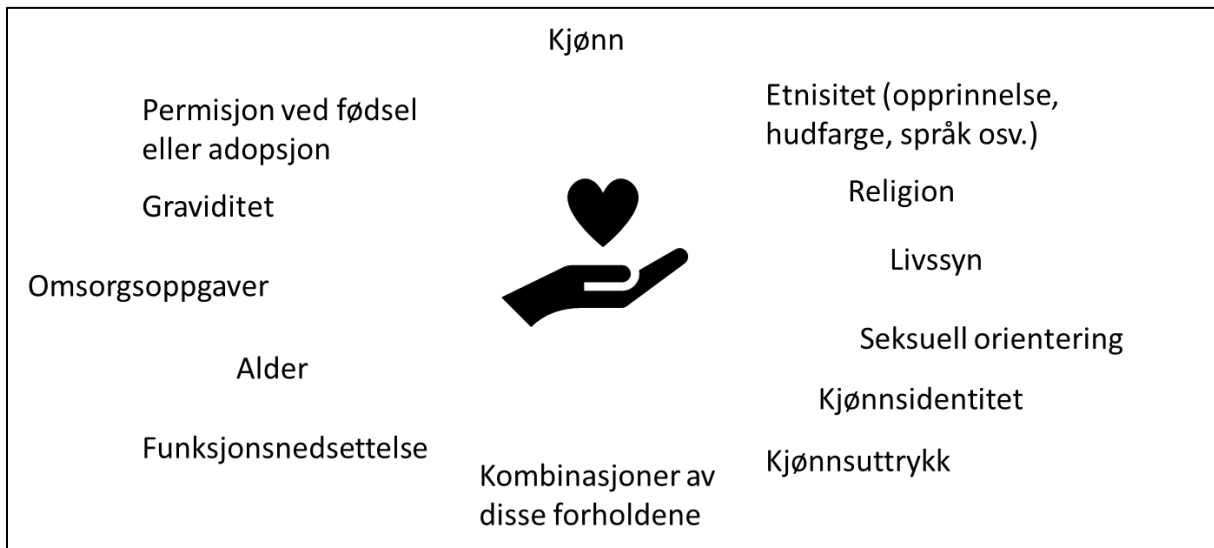 Kjønn
Permisjon ved fødsel
eller adopsjon
Graviditet
Omsorgsoppgaver
Alder
Funksjonsnedsettelse
Etnisitet (opprinnelse,
hudfarge, språk osv.)
Religion
Livssyn
Seksuell orientering
Kjønnsidentitet
Kjønnsuttrykk
Kombinasjoner av
disse forholdene